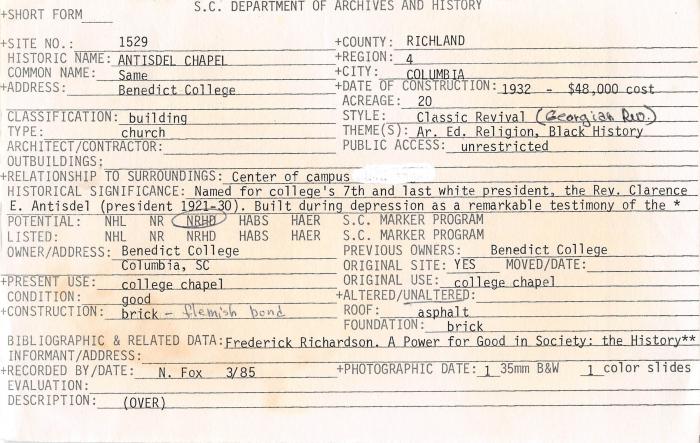 S.C. DEPARTMENT OF ARCHIVES AND HISTORY
+SHORT FORM
+SITE NO.: 1529 +COUNTY: RICHLAND
HISTORIC NAME: ANTISDEL CHAPEL +REGION: 4
COMMON NAME: Same +CITY: COLUMBIA
+ADDRESS: Benedict College +DATE OF CONSTRUCTION: 1932 - $48,000 cost
ACREAGE: 20
CLASSIFICATION: building STYLE: Classic Revival (Georgian Rev.)
TYPE: church THEME(S): Ar. Ed. Religion, Black History
ARCHITECT/CONTRACTOR: PUBLIC ACCESS: unrestricted
OUTBUILDINGS:
+RELATIONSHIP TO SURROUNDINGS: Center of campus
HISTORICAL SIGNIFICANCE: Named for college's 7th and last white president, the Rev. Clarence
E. Antisdel (president 1921-30). Built during depression as a remarkable testimony of the *
POTENTIAL: NHL NR NRHD HABS HAER S.C. MARKER PROGRAM
LISTED: NHL NR NRHD HABS HAER S.C. MARKER PROGRAM
OWNER/ADDRESS: Benedict College PREVIOUS OWNERS: Benedict College
Columbia, SC ORIGINAL SITE: YES MOVED/DATE:
+PRESENT USE: college chapel ORIGINAL USE: college chapel
CONDITION: good +ALTERED/UNALTERED:
+CONSTRUCTION: brick - flemish bond ROOF: asphalt
FOUNDATION: brick
BIBLIOGRAPHIC & RELATED DATA: Frederick Richardson. A Power for Good in Society: the History**
INFORMANT/ADDRESS:
+RECORDED BY/DATE: N. Fox 3/85 +PHOTOGRAPHIC DATE: 1 35mm B&W 1 color slides
EVALUATION:
DESCRIPTION: (OVER)